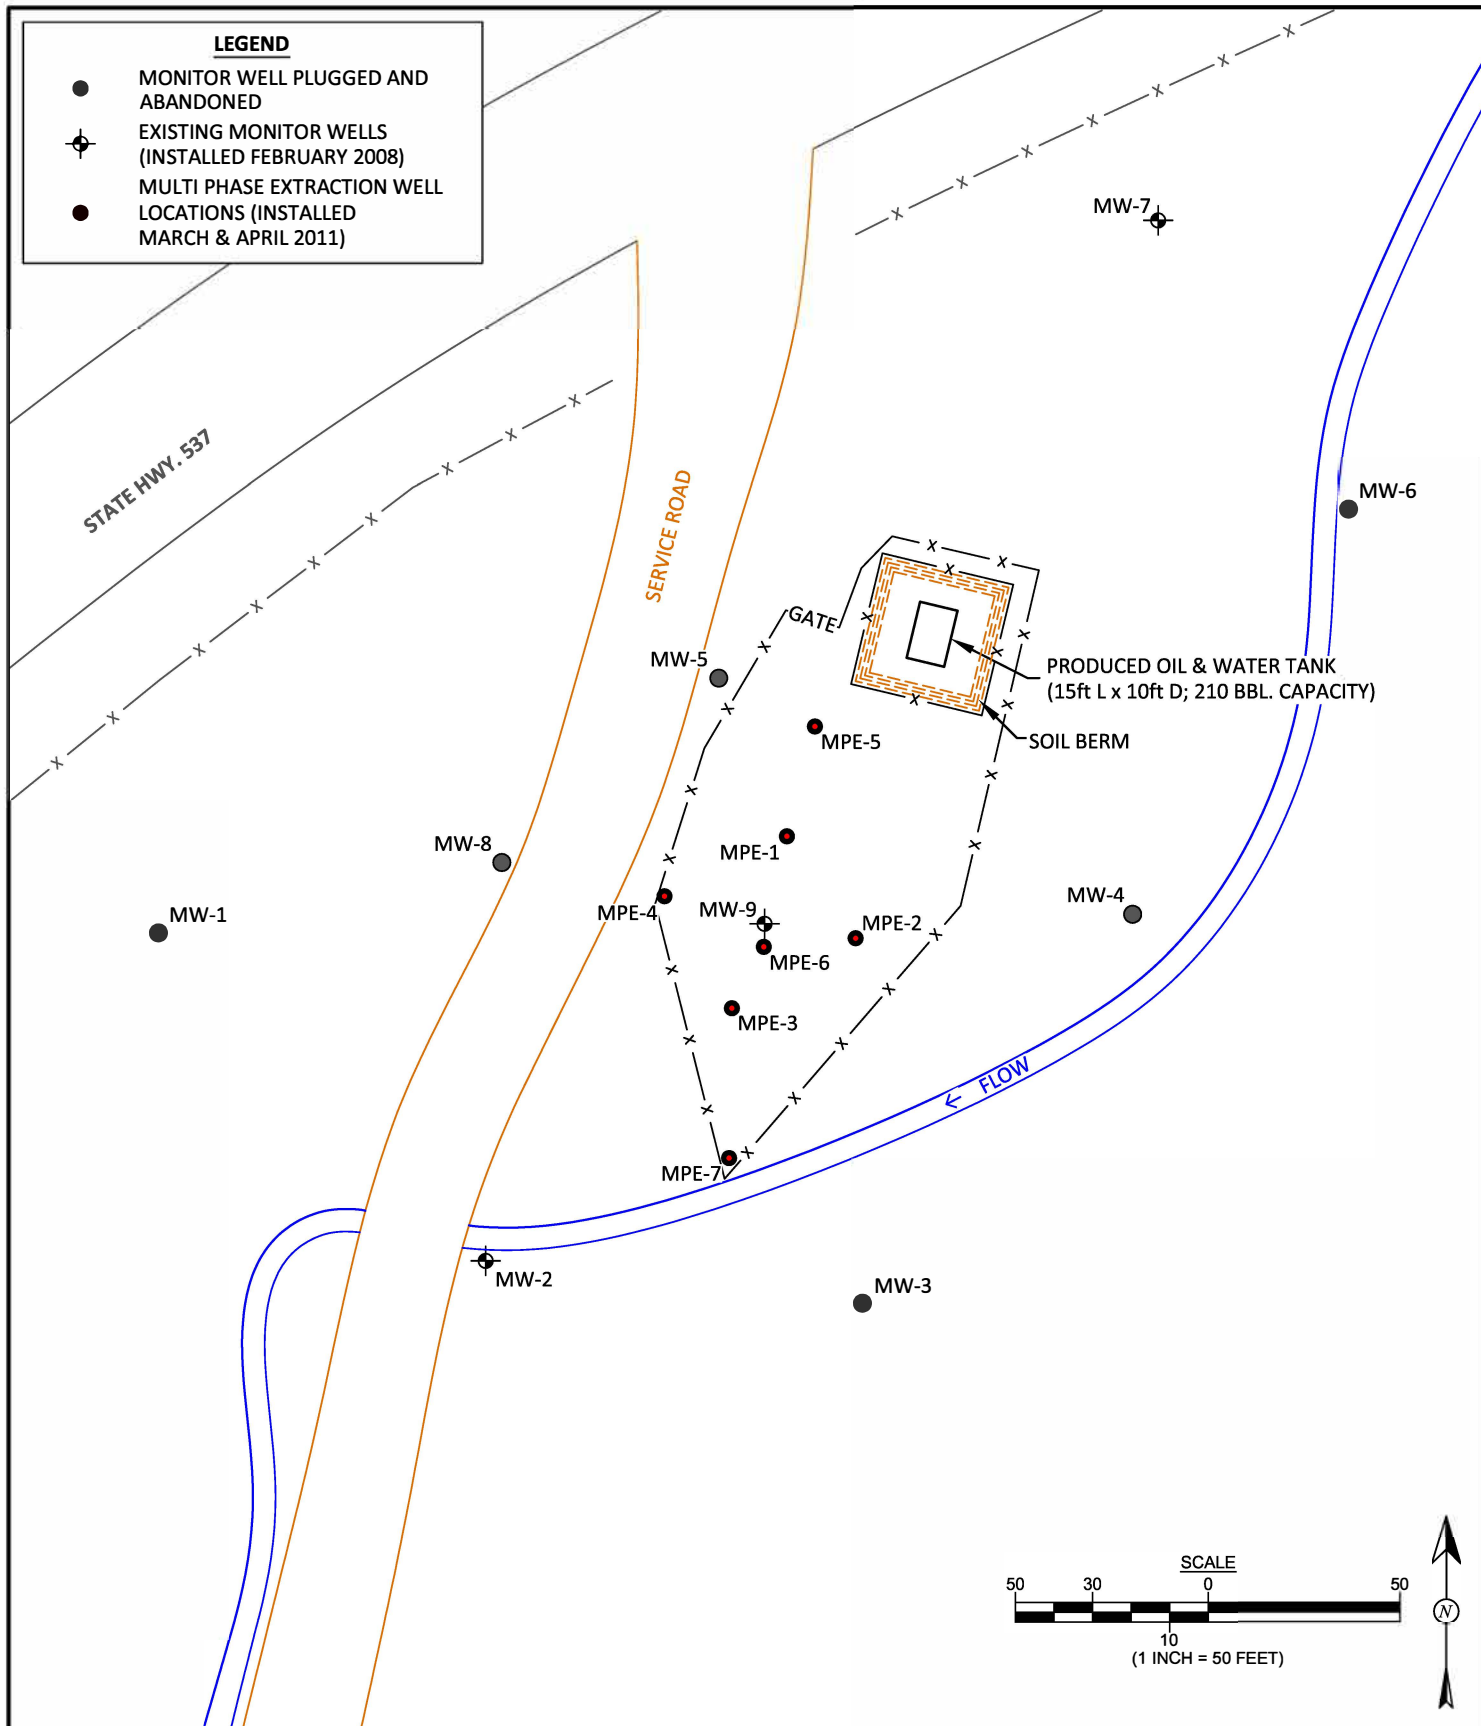 LEGEND
MONITOR WELL PLUGGED AND
ABANDONED
EXISTING MONITOR WELLS
(INSTALLED FEBRUARY 2008)
MULTI PHASE EXTRACTION WELL
LOCATIONS (INSTALLED
MARCH & APRIL 2011)
MW-7
STATE HWY. 537
SERVICE ROAD
MW-6
GATE
MW-5
PRODUCED OIL & WATER TANK
(15ft L x 10ft D; 210 BBL. CAPACITY)
MPE-5
SOIL BERM
MW-8
MPE-1
MW-1
MPE-4
MW-9
MPE-2
MW-4
MPE-6
MPE-3
FLOW
MPE-7
MW-2
MW-3
SCALE
50 30 0 50
10
(1 INCH = 50 FEET)
N